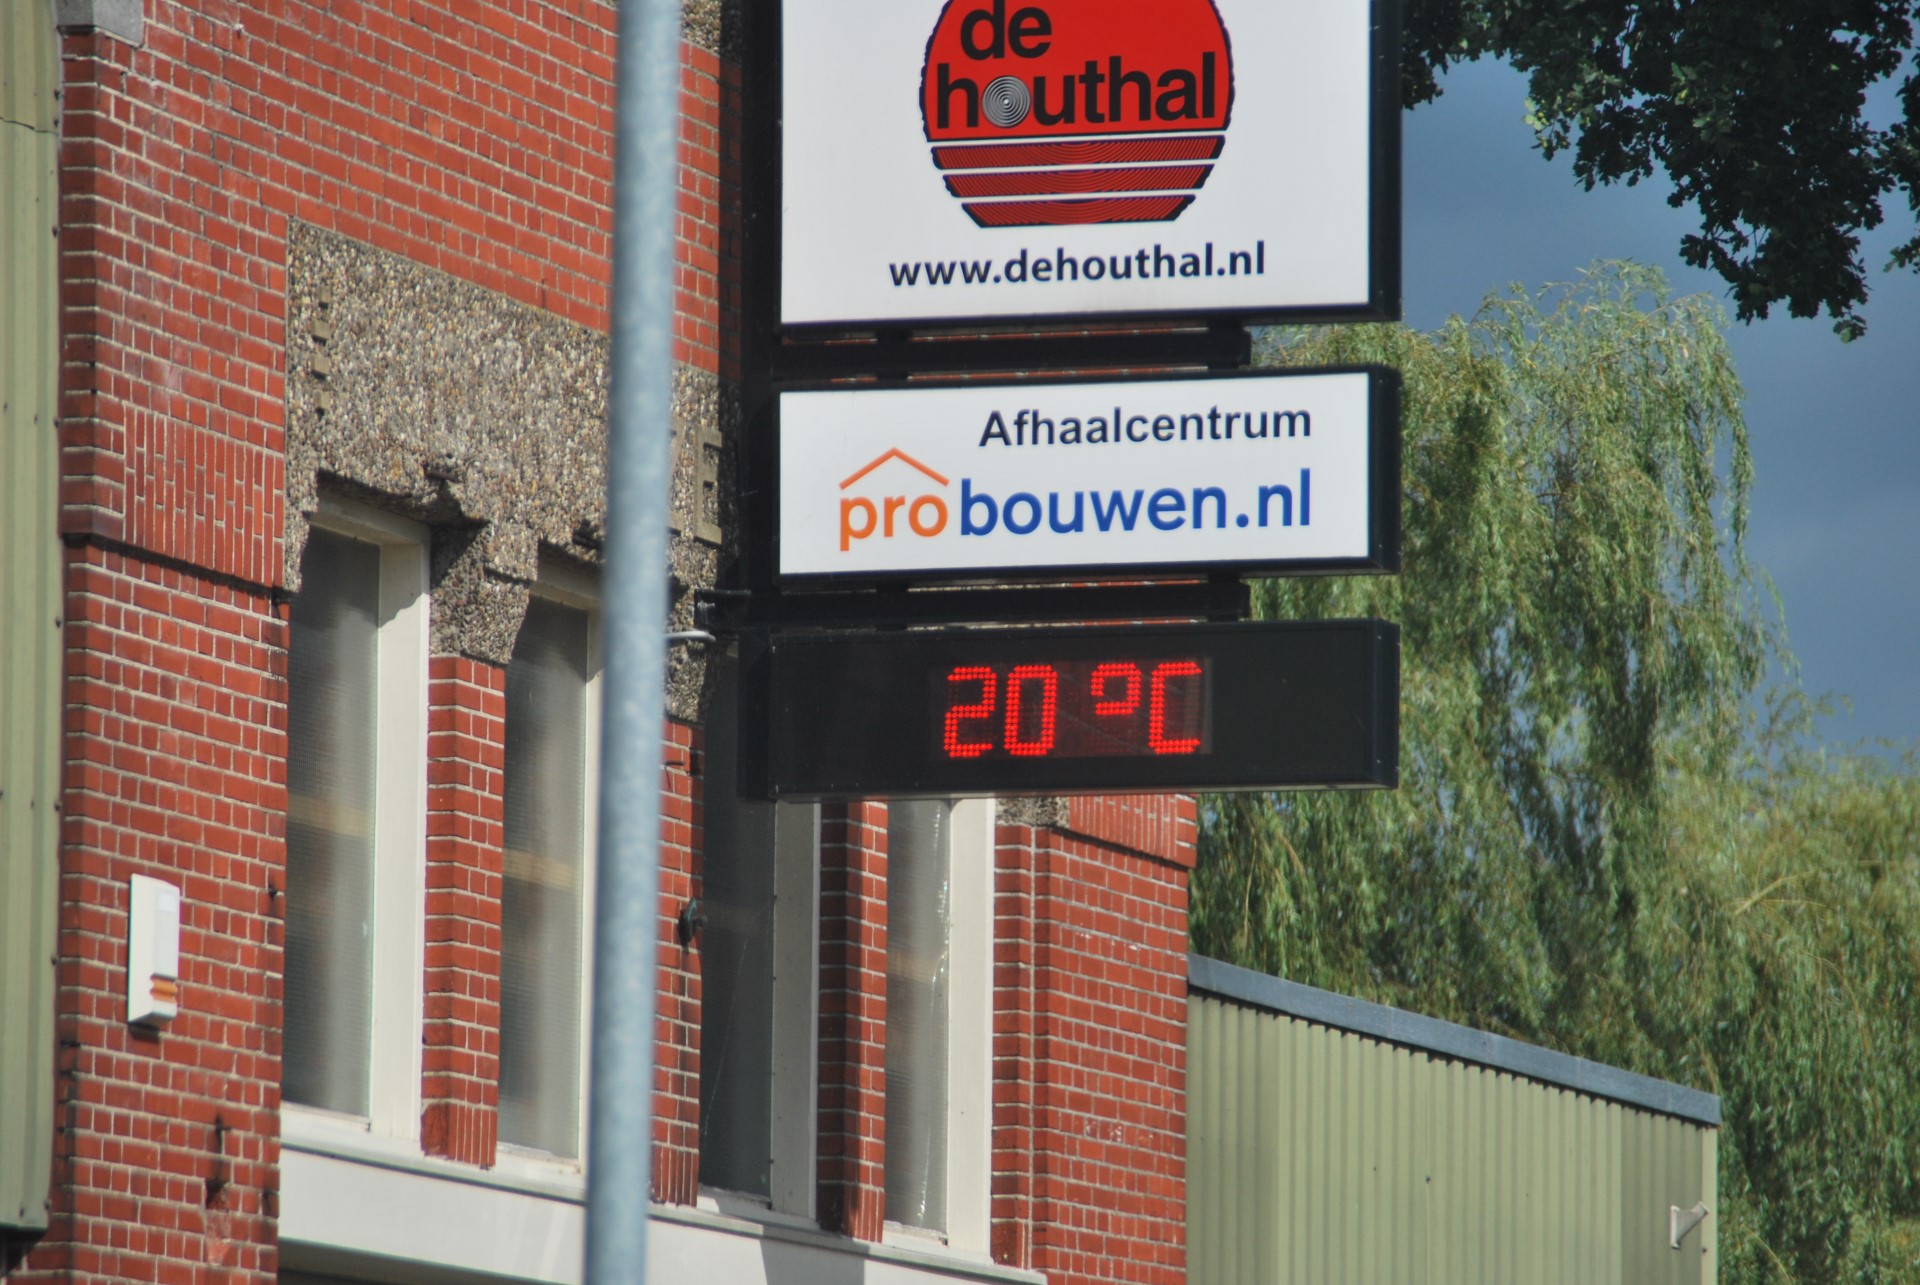 de
houthal
www.dehouthal.nl
Afhaalcentrum
probouwen.nl
20 °C